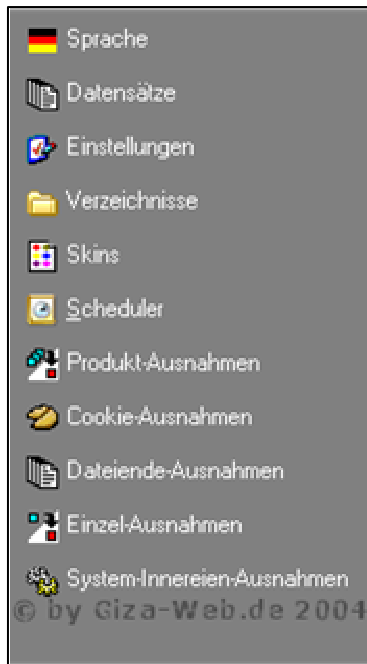 Sprache
Datensätze
Einstellungen
Verzeichnisse
Skins
Scheduler
Produkt-Ausnahmen
Cookie-Ausnahmen
Dateiende-Ausnahmen
Einzel-Ausnahmen
System-Innereien-Ausnahmen
© by Giza-Web.de 2004